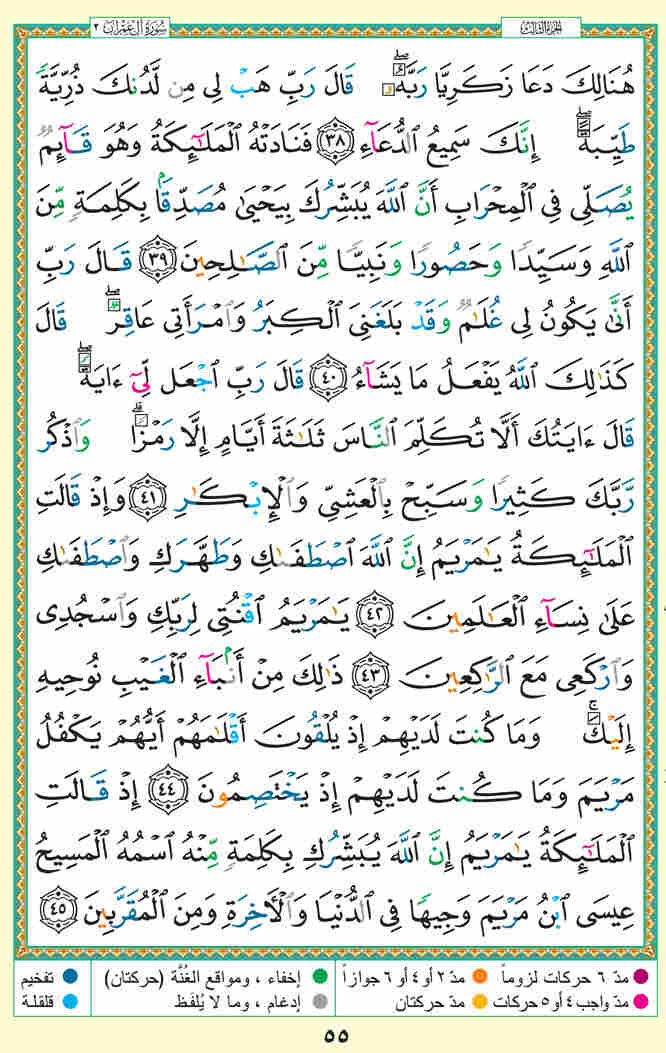 الجزء الثالث
سورة آل عمران ٣
هُنَالِكَ دَعَا زَكَرِيَّا رَبَّهُۥ ۖ قَالَ رَبِّ هَبْ لِى مِن لَّدُنكَ ذُرِّيَّةً
طَيِّبَةً ۖ إِنَّكَ سَمِيعُ ٱلدُّعَآءِ ٣٨ فَنَادَتْهُ ٱلْمَلَـٰٓئِكَةُ وَهُوَ قَآئِمٌ
يُصَلِّى فِى ٱلْمِحْرَابِ أَنَّ ٱللَّهَ يُبَشِّرُكَ بِيَحْيَىٰ مُصَدِّقًۢا بِكَلِمَةٍ مِّنَ
ٱللَّهِ وَسَيِّدًا وَحَصُورًا وَنَبِيًّا مِّنَ ٱلصَّـٰلِحِينَ ٣٩ قَالَ رَبِّ
أَنَّىٰ يَكُونُ لِى غُلَـٰمٌ وَقَدْ بَلَغَنِىَ ٱلْكِبَرُ وَٱمْرَأَتِى عَاقِرٌ ۖ قَالَ
كَذَٰلِكَ ٱللَّهُ يَفْعَلُ مَا يَشَآءُ ٤٠ قَالَ رَبِّ ٱجْعَل لِّىٓ ءَايَةً ۖ
قَالَ ءَايَتُكَ أَلَّا تُكَلِّمَ ٱلنَّاسَ ثَلَـٰثَةَ أَيَّامٍ إِلَّا رَمْزًا ۗ وَٱذْكُر
رَّبَّكَ كَثِيرًا وَسَبِّحْ بِٱلْعَشِىِّ وَٱلْإِبْكَـٰرِ ٤١ وَإِذْ قَالَتِ
ٱلْمَلَـٰٓئِكَةُ يَـٰمَرْيَمُ إِنَّ ٱللَّهَ ٱصْطَفَىٰكِ وَطَهَّرَكِ وَٱصْطَفَىٰكِ
عَلَىٰ نِسَآءِ ٱلْعَـٰلَمِينَ ٤٢ يَـٰمَرْيَمُ ٱقْنُتِى لِرَبِّكِ وَٱسْجُدِى
وَٱرْكَعِى مَعَ ٱلرَّٰكِعِينَ ٤٣ ذَٰلِكَ مِنْ أَنۢبَآءِ ٱلْغَيْبِ نُوحِيهِ
إِلَيْكَ ۚ وَمَا كُنتَ لَدَيْهِمْ إِذْ يُلْقُونَ أَقْلَـٰمَهُمْ أَيُّهُمْ يَكْفُلُ
مَرْيَمَ وَمَا كُنتَ لَدَيْهِمْ إِذْ يَخْتَصِمُونَ ٤٤ إِذْ قَالَتِ
ٱلْمَلَـٰٓئِكَةُ يَـٰمَرْيَمُ إِنَّ ٱللَّهَ يُبَشِّرُكِ بِكَلِمَةٍ مِّنْهُ ٱسْمُهُ ٱلْمَسِيحُ
عِيسَى ٱبْنُ مَرْيَمَ وَجِيهًا فِى ٱلدُّنْيَا وَٱلْـَٔاخِرَةِ وَمِنَ ٱلْمُقَرَّبِينَ ٤٥
مدّ ٦ حركات لزوماً مدّ ٢ أو ٤ أو ٦ جوازاً إخفاء ، ومواقع الغُنَّة (حركتان) تفخيم
مدّ واجب ٤ أو ٥ حركات مدّ حركتان إدغام ، وما لا يُلفَظ قلقلة
٥٥